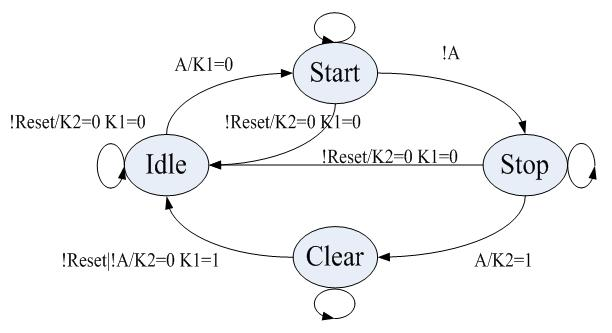 Start
!A
A/K1=0
!Reset/K2=0 K1=0
!Reset/K2=0 K1=0
Idle
!Reset/K2=0 K1=0
Stop
Clear
!Reset|!A/K2=0 K1=1
A/K2=1